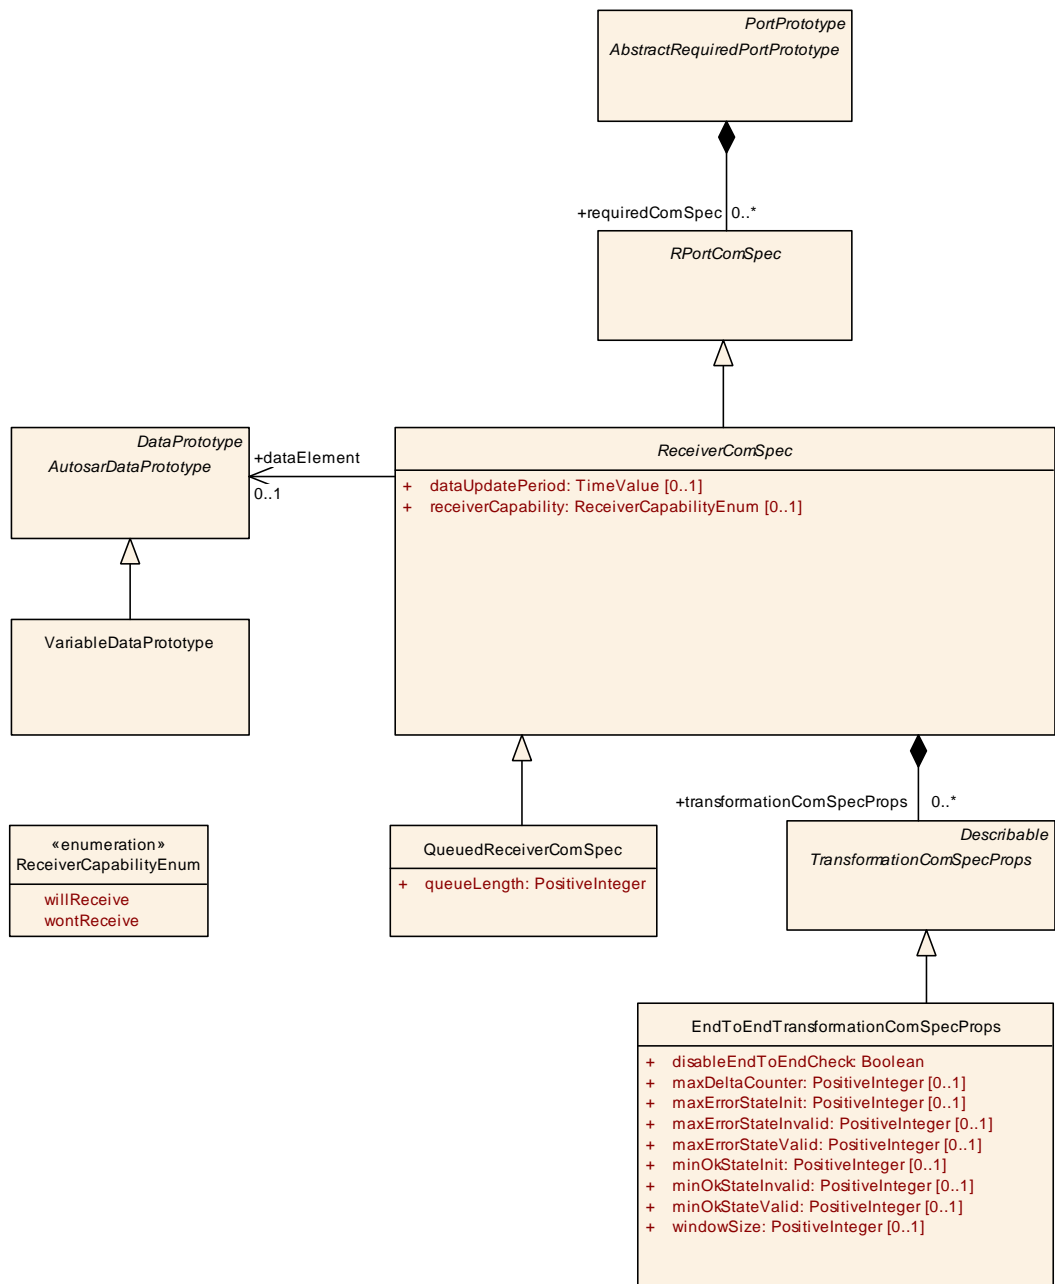 PortPrototype
AbstractRequiredPortPrototype
+requiredComSpec 0..*
RPortComSpec
DataPrototype
AutosarDataPrototype
+dataElement
0..1
ReceiverComSpec
+ dataUpdatePeriod: TimeValue [0..1]
+ receiverCapability: ReceiverCapabilityEnum [0..1]
VariableDataPrototype
+transformationComSpecProps 0..*
«enumeration»
ReceiverCapabilityEnum
willReceive
wontReceive
QueuedReceiverComSpec
+ queueLength: PositiveInteger
Describable
TransformationComSpecProps
EndToEndTransformationComSpecProps
+ disableEndToEndCheck: Boolean
+ maxDeltaCounter: PositiveInteger [0..1]
+ maxErrorStateInit: PositiveInteger [0..1]
+ maxErrorStateInvalid: PositiveInteger [0..1]
+ maxErrorStateValid: PositiveInteger [0..1]
+ minOkStateInit: PositiveInteger [0..1]
+ minOkStateInvalid: PositiveInteger [0..1]
+ minOkStateValid: PositiveInteger [0..1]
+ windowSize: PositiveInteger [0..1]